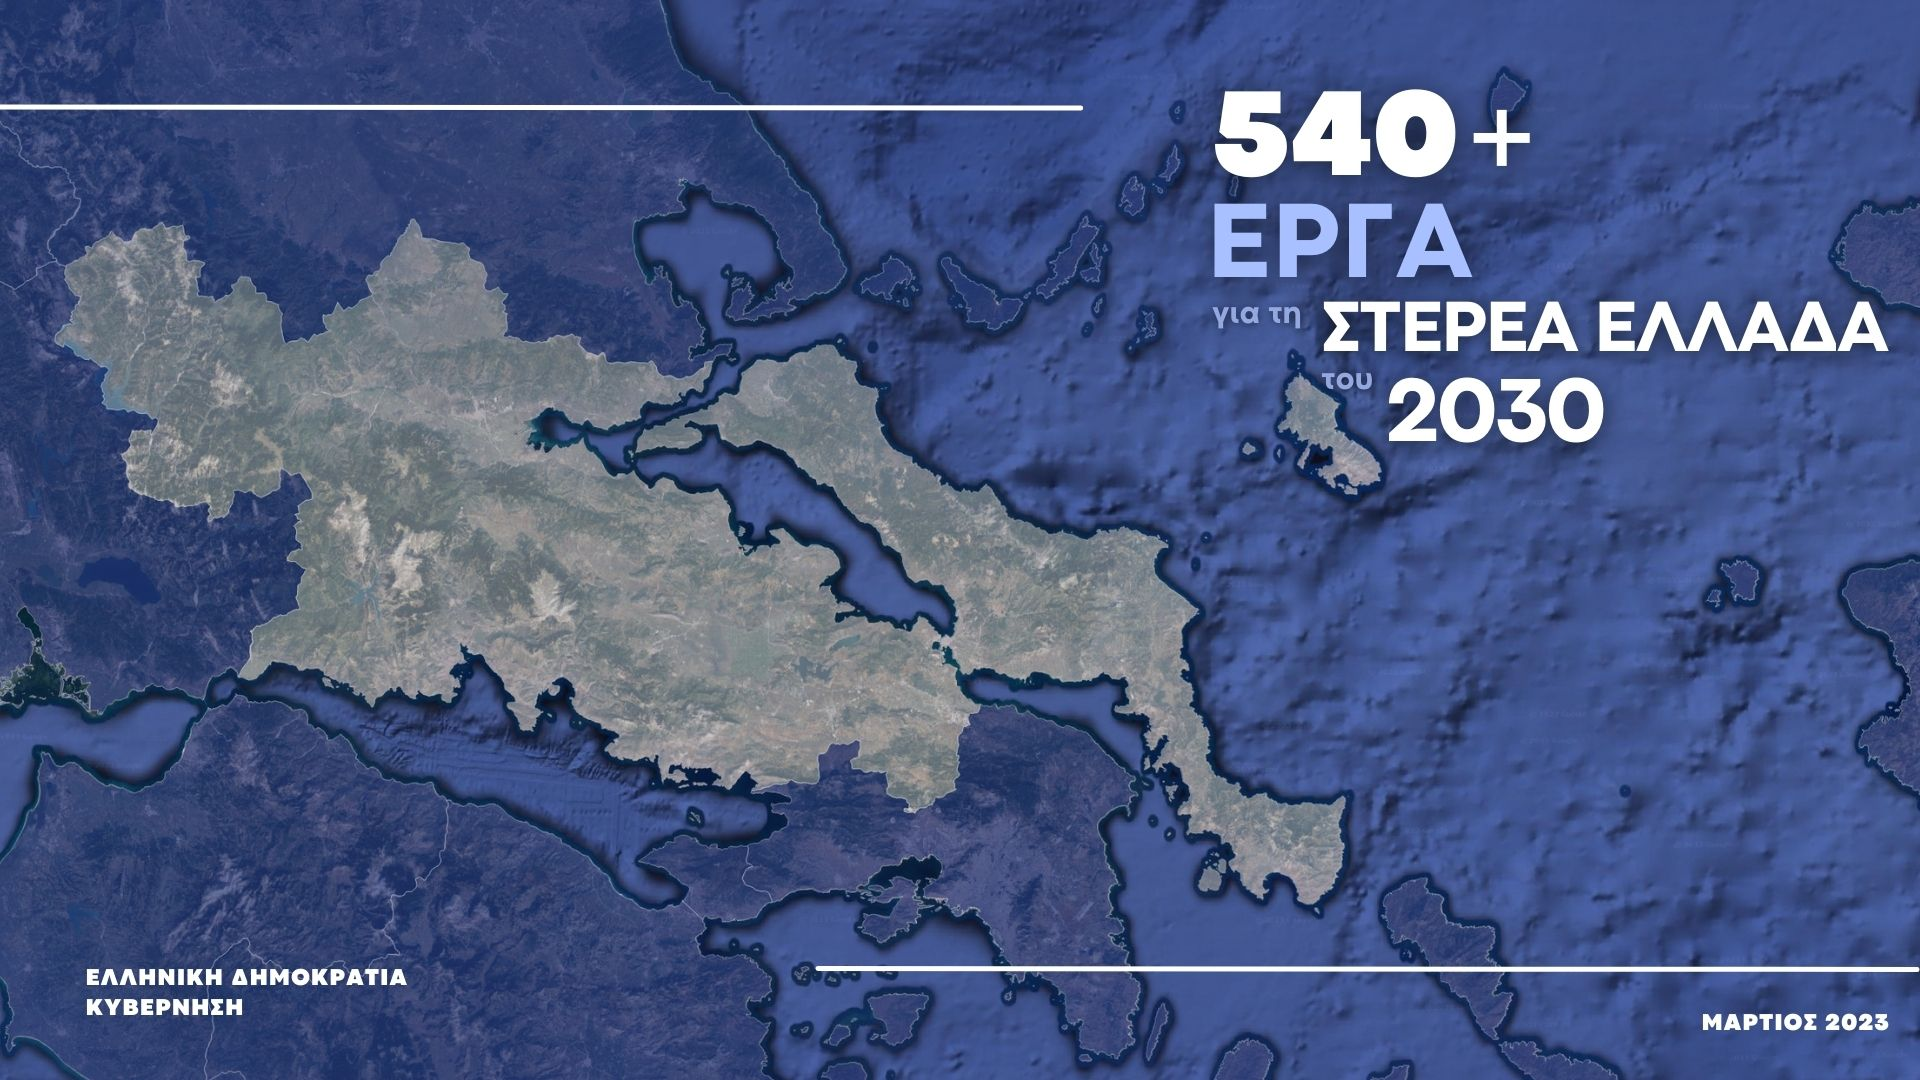 540+
ΕΡΓΑ
για τη ΣΤΕΡΕΑ ΕΛΛΑΔΑ
του 2030
ΕΛΛΗΝΙΚΗ ΔΗΜΟΚΡΑΤΙΑ
ΚΥΒΕΡΝΗΣΗ
ΜΑΡΤΙΟΣ 2023